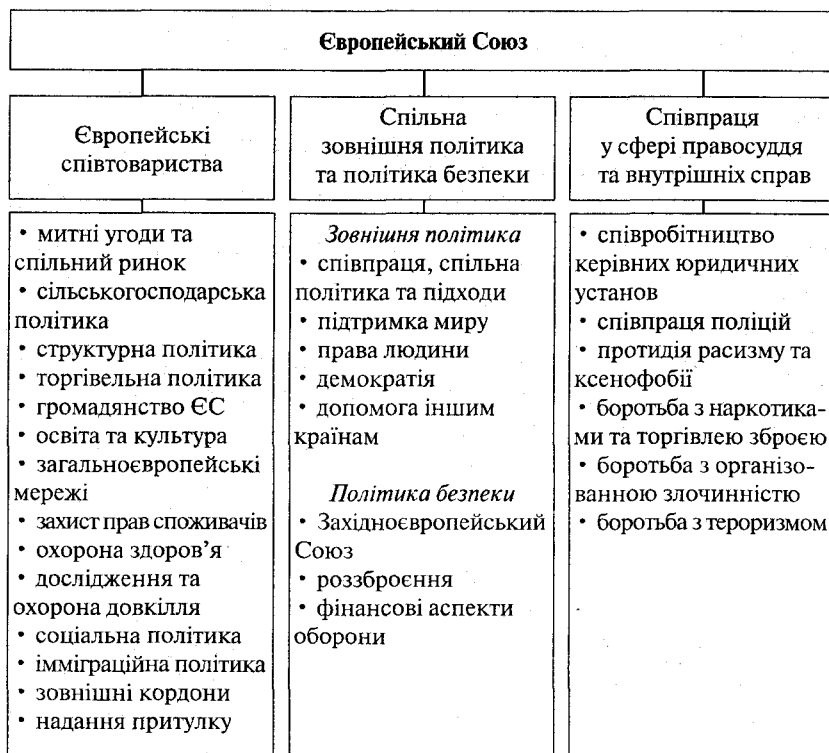 Європейський Союз
Європейські
співтовариства
Спільна
зовнішня політика
та політика безпеки
Співпраця
у сфері правосуддя
та внутрішніх справ
• митні угоди та
спільний ринок
• сільськогосподарська
політика
• структурна політика
• торгівельна політика
• громадянство ЄС
• освіта та культура
• загальноєвропейські
мережі
• захист прав споживачів
• охорона здоров’я
• дослідження та
охорона довкілля
• соціальна політика
• імміграційна політика
• зовнішні кордони
• надання притулку
Зовнішня політика
• співпраця, спільна
політика та підходи
• підтримка миру
• права людини
• демократія
• допомога іншим
країнам
Політика безпеки
• Західноєвропейський
Союз
• роззброєння
• фінансові аспекти
оборони
• співробітництво
керівних юридичних
установ
• співпраця поліцій
• протидія расизму та
ксенофобії
• боротьба з наркотика-
ми та торгівлею зброєю
• боротьба з організо-
ванною злочинністю
• боротьба з тероризмом